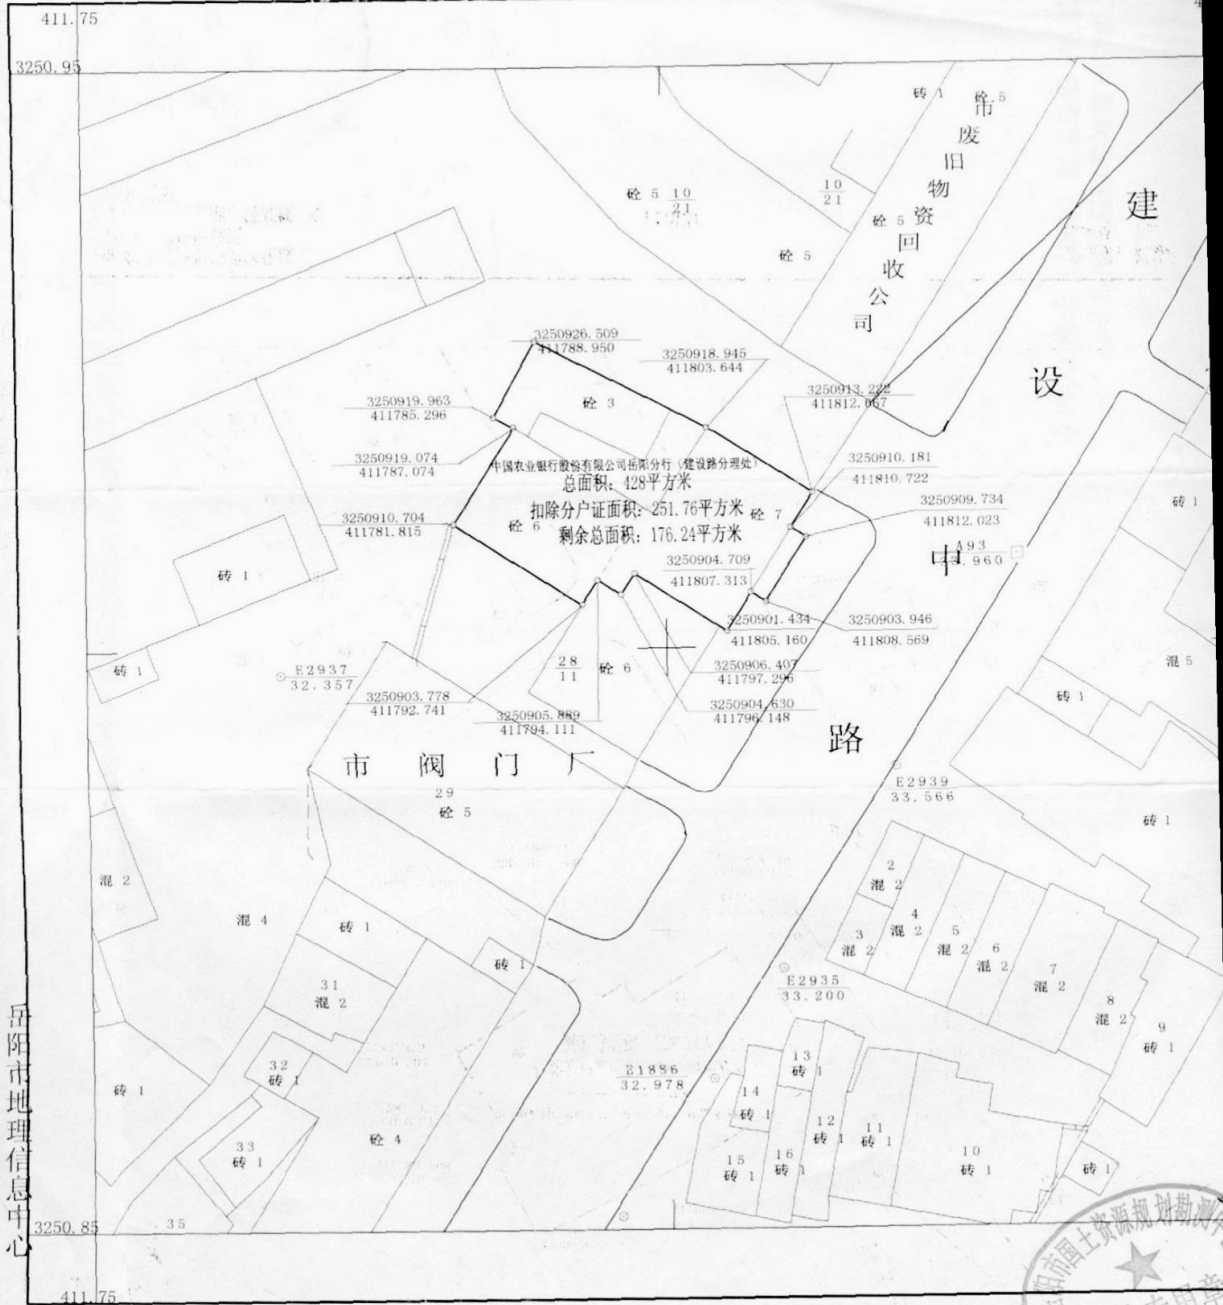 411.75
3250.95
砖 1
砼 5
市废旧物资回收公司
砼 5
10
21
10
21
砼 5
砼 5
建设中路
3250926.509
411788.950
3250918.945
411803.644
3250919.963
411785.296
砼 3
3250913.222
411812.667
3250919.074
411787.074
中国农业银行股份有限公司岳阳分行（建设路分理处）
总面积：428平方米
扣除分户证面积：251.76平方米
剩余总面积：176.24平方米
3250910.181
411810.722
3250909.734
411812.023
3250910.704
411781.815
砼 6
砼 7
砖 1
A93
3250904.709
411807.313
砖 1
3250901.434
411805.160
3250903.946
411808.569
28
11
砼 6
3250906.407
411797.296
混 5
砖 1
E2937
32.357
3250903.778
411792.741
3250905.889
411794.111
3250904.630
411796.148
砖 1
市阀门厂
29
砼 5
E2939
33.566
砖 1
混 2
混 4
砖 1
砖 1
2
混 2
3
混 2
4
混 2
5
混 2
6
混 2
7
混 2
8
混 2
9
砖 1
31
混 2
E2935
33.200
32
砖 1
砖 1
33
砖 1
砼 4
E1886
32.978
13
砖 1
14
砖 1
15
砖 1
16
砖 1
12
砖 1
11
砖 1
10
砖 1
砖 1
35
岳阳市地理信息中心
3250.85
411.75
阳市国土资源规划勘测
用章